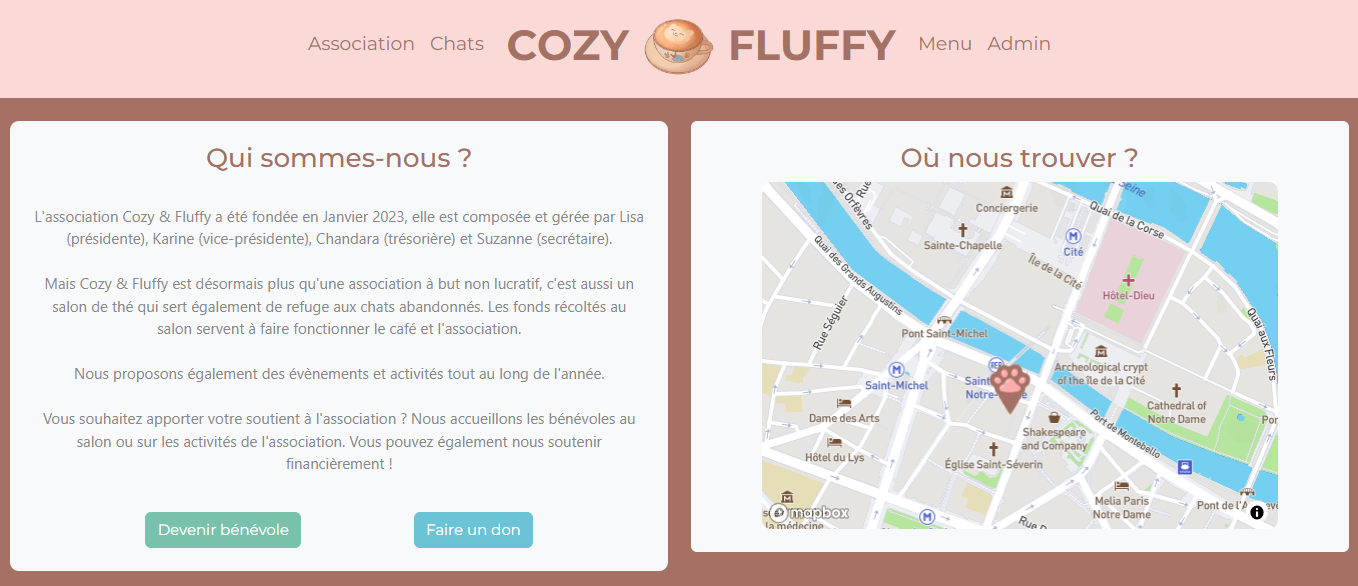 Association Chats COZY FLUFFY Menu Admin
Qui sommes-nous ?
L'association Cozy & Fluffy a été fondée en Janvier 2023, elle est composée et gérée par Lisa
(présidente), Karine (vice-présidente), Chandara (trésorière) et Suzanne (secrétaire).
Mais Cozy & Fluffy est désormais plus qu'une association à but non lucratif, c'est aussi un
salon de thé qui sert également de refuge aux chats abandonnés. Les fonds récoltés au
salon servent à faire fonctionner le café et l'association.
Nous proposons également des évènements et activités tout au long de l'année.
Vous souhaitez apporter votre soutient à l'association ? Nous accueillons les bénévoles au
salon ou sur les activités de l'association. Vous pouvez également nous soutenir
financièrement !
Devenir bénévole
Faire un don
Où nous trouver ?
des Orfèvres
Rue
Conciergerie
Seine
Quai de la Corse
Sainte-Chapelle
M
Cité
Île de la Cité
Quai des Grands Augustins
Hôtel-Dieu
Rue Séguier
Pont Saint-Michel
Quai aux Fleurs
M
Saint-Michel
Archeological crypt
of the île de la Cité
Dame des Arts
Cathedral of
Notre Dame
Shakespeare
and Company
Port de Montebello
Hôtel du Lys
Église Saint-Séverin
Melia Paris
Notre Dame
mapbox
la médecine
M
Rue D
Pont de l'A
i